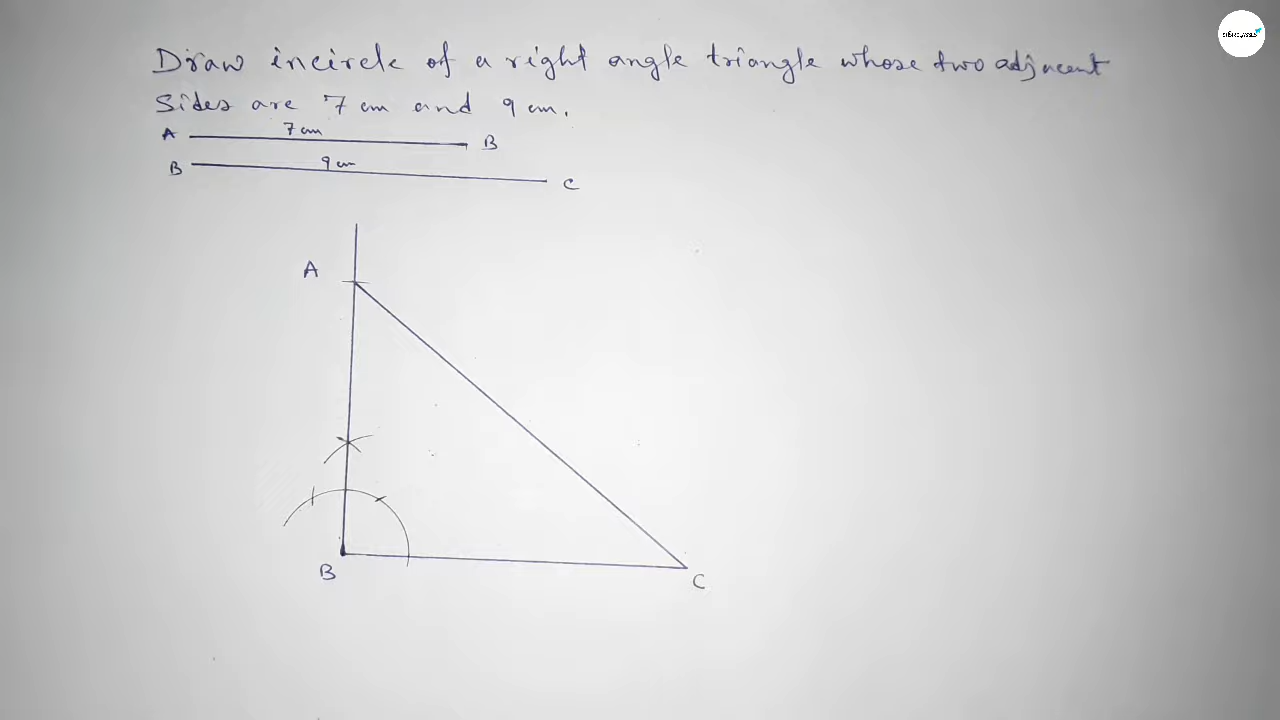 Draw incircle of a right angle triangle whose two adjacent
sides are 7 cm and 9 cm.
A 7 cm B
B 9 cm C
A
B
C